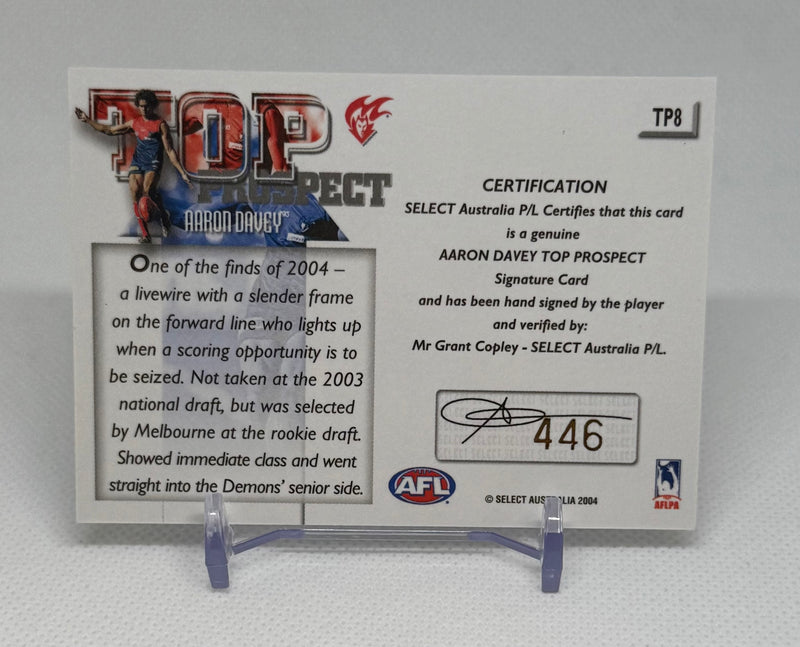 TOP
PROSPECT
AARON DAVEY
One of the finds of 2004 –
a livewire with a slender frame
on the forward line who lights up
when a scoring opportunity is to
be seized. Not taken at the 2003
national draft, but was selected
by Melbourne at the rookie draft.
Showed immediate class and went
straight into the Demons' senior side.
TP8
CERTIFICATION
SELECT Australia P/L Certifies that this card
is a genuine
AARON DAVEY TOP PROSPECT
Signature Card
and has been hand signed by the player
and verified by:
Mr Grant Copley - SELECT Australia P/L.
446
AFL
© SELECT AUSTRALIA 2004
AFLPA